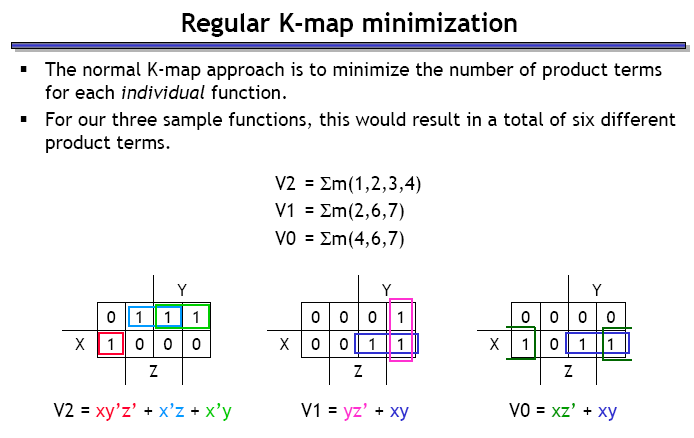 Regular K-map minimization
▪ The normal K-map approach is to minimize the number of product terms
for each individual function.
▪ For our three sample functions, this would result in a total of six different
product terms.
V2 = Σm(1,2,3,4)
V1 = Σm(2,6,7)
V0 = Σm(4,6,7)
Y
0 1 1 1
X 1 0 0 0
Z
V2 = xy’z’ + x’z + x’y
Y
0 0 0 1
X 0 0 1 1
Z
V1 = yz’ + xy
Y
0 0 0 0
X 1 0 1 1
Z
V0 = xz’ + xy